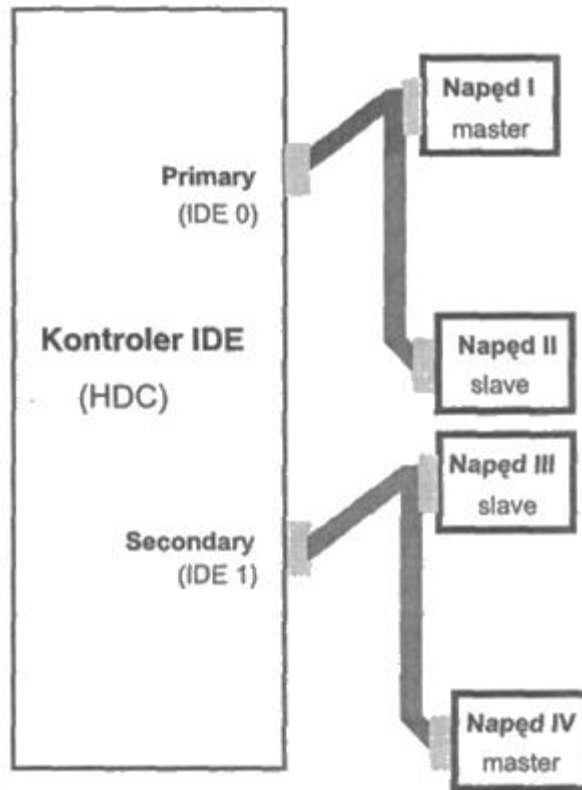 Napęd I
master
Primary
(IDE 0)
Kontroler IDE
(HDC)
Napęd II
slave
Napęd III
slave
Secondary
(IDE 1)
Napęd IV
master